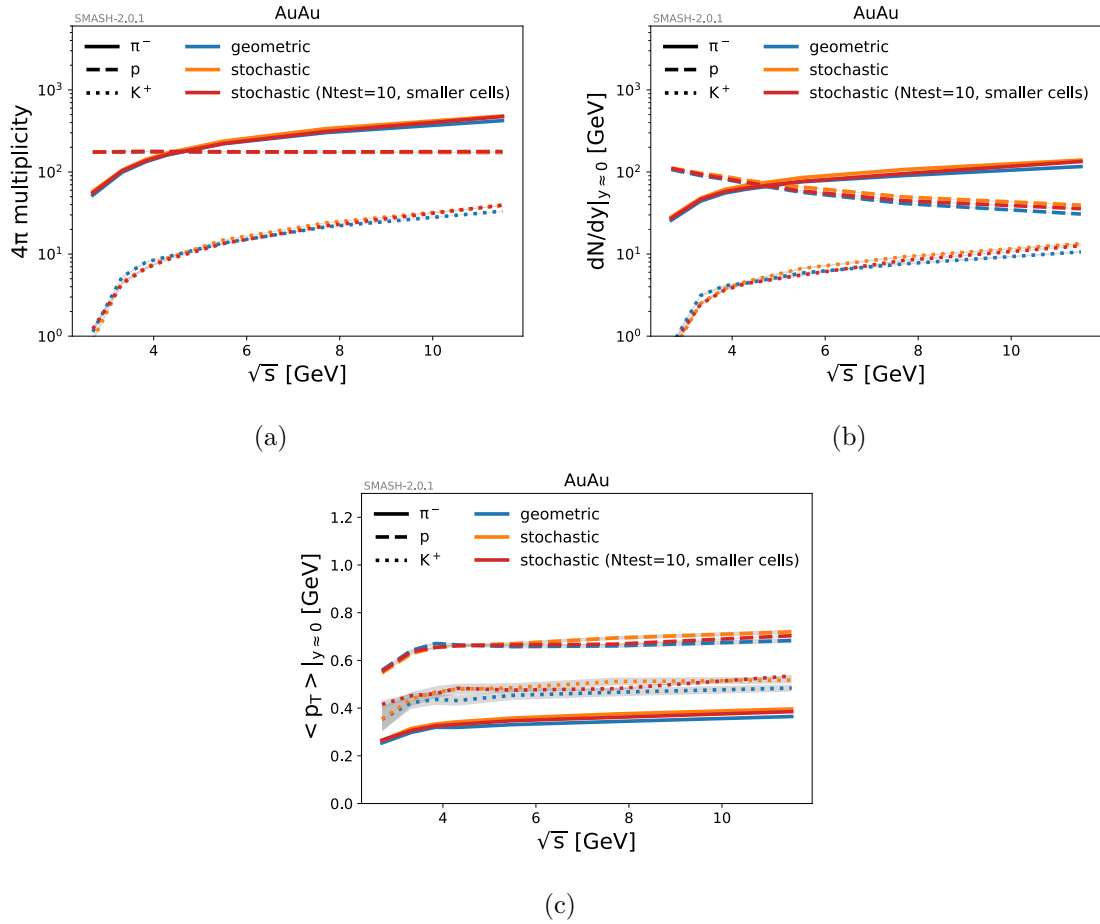 SMASH-2.0.1
AuAu
π⁻ geometric
p stochastic
K⁺ stochastic (Ntest=10, smaller cells)
4π multiplicity
10³
10²
10¹
10⁰
4 6 8 10
√s [GeV]
(a)
SMASH-2.0.1
AuAu
π⁻ geometric
p stochastic
K⁺ stochastic (Ntest=10, smaller cells)
dN/dy|y≈0 [GeV]
10³
10²
10¹
10⁰
4 6 8 10
√s [GeV]
(b)
SMASH-2.0.1
AuAu
π⁻ geometric
p stochastic
K⁺ stochastic (Ntest=10, smaller cells)
< pT > |y≈0 [GeV]
1.2
1.0
0.8
0.6
0.4
0.2
0.0
4 6 8 10
√s [GeV]
(c)